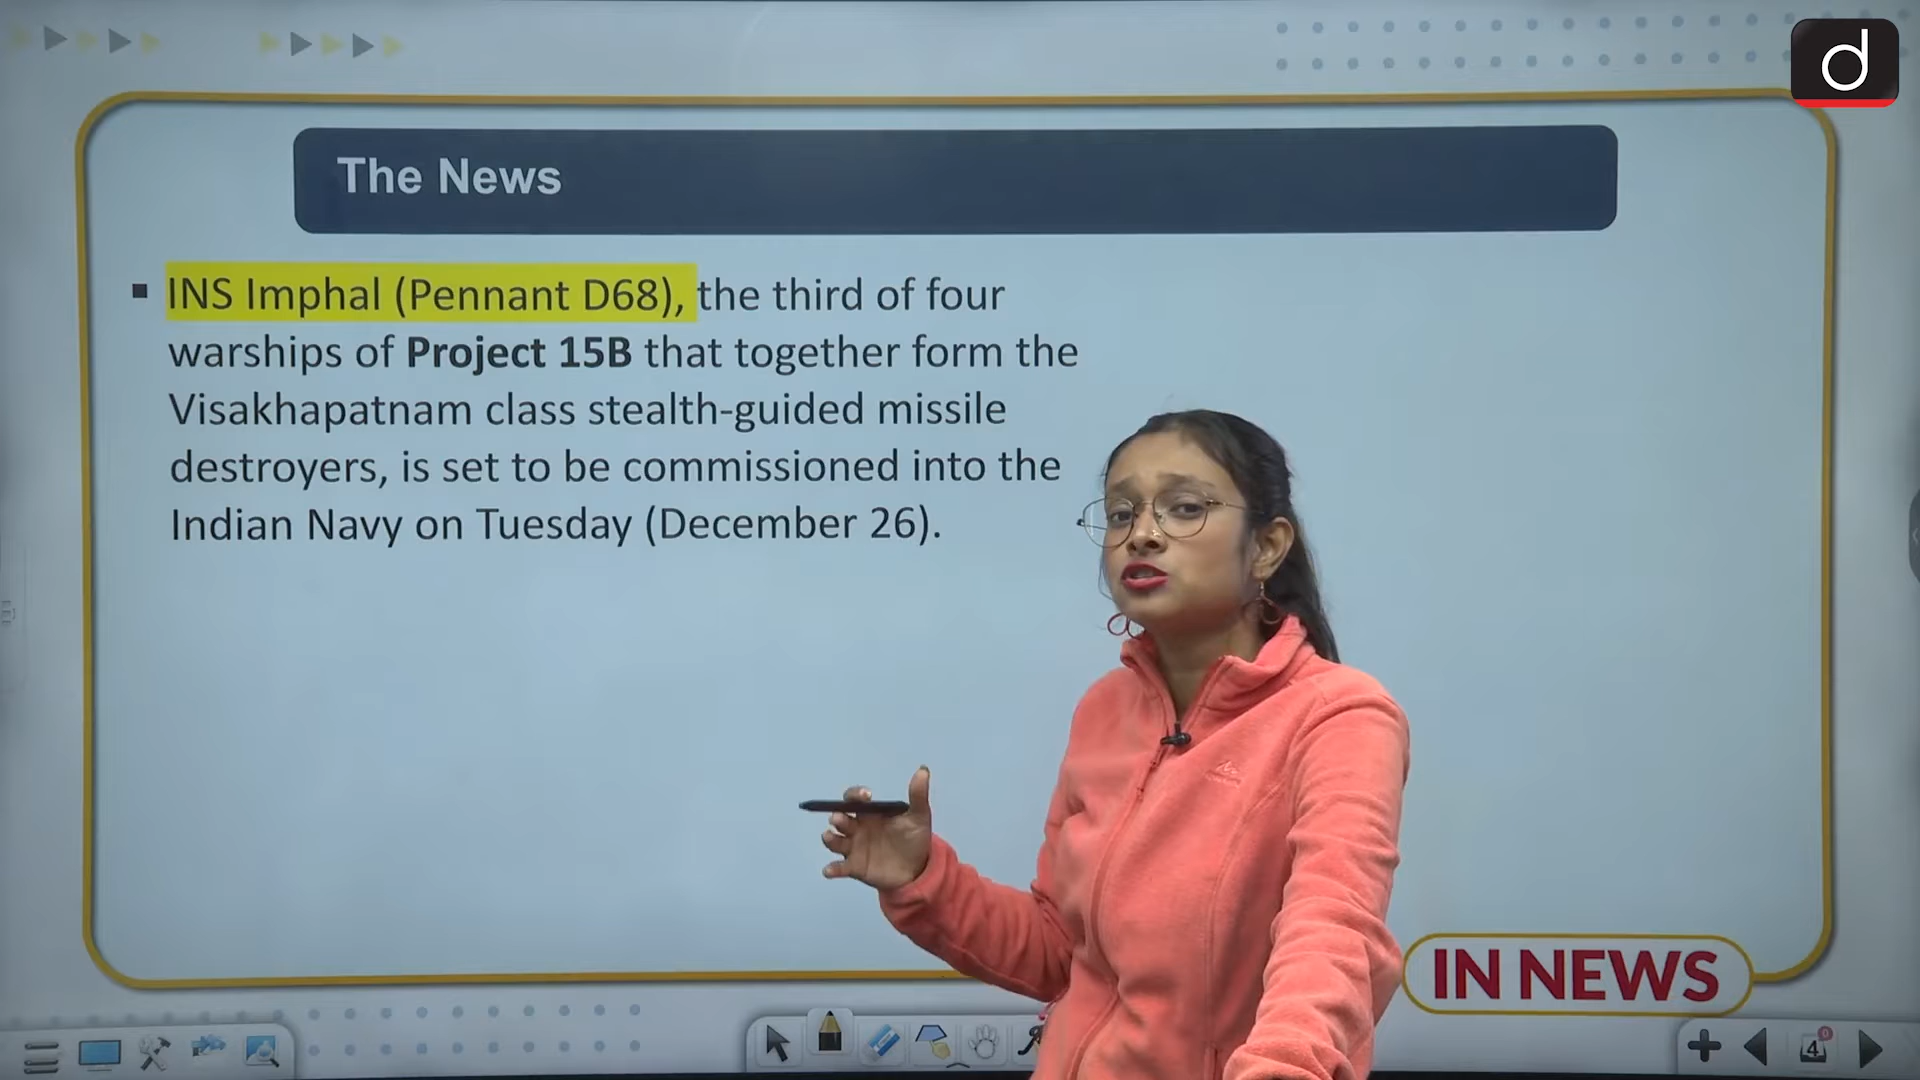 d
The News
▪ INS Imphal (Pennant D68), the third of four
warships of Project 15B that together form the
Visakhapatnam class stealth-guided missile
destroyers, is set to be commissioned into the
Indian Navy on Tuesday (December 26).
IN NEWS
4
0